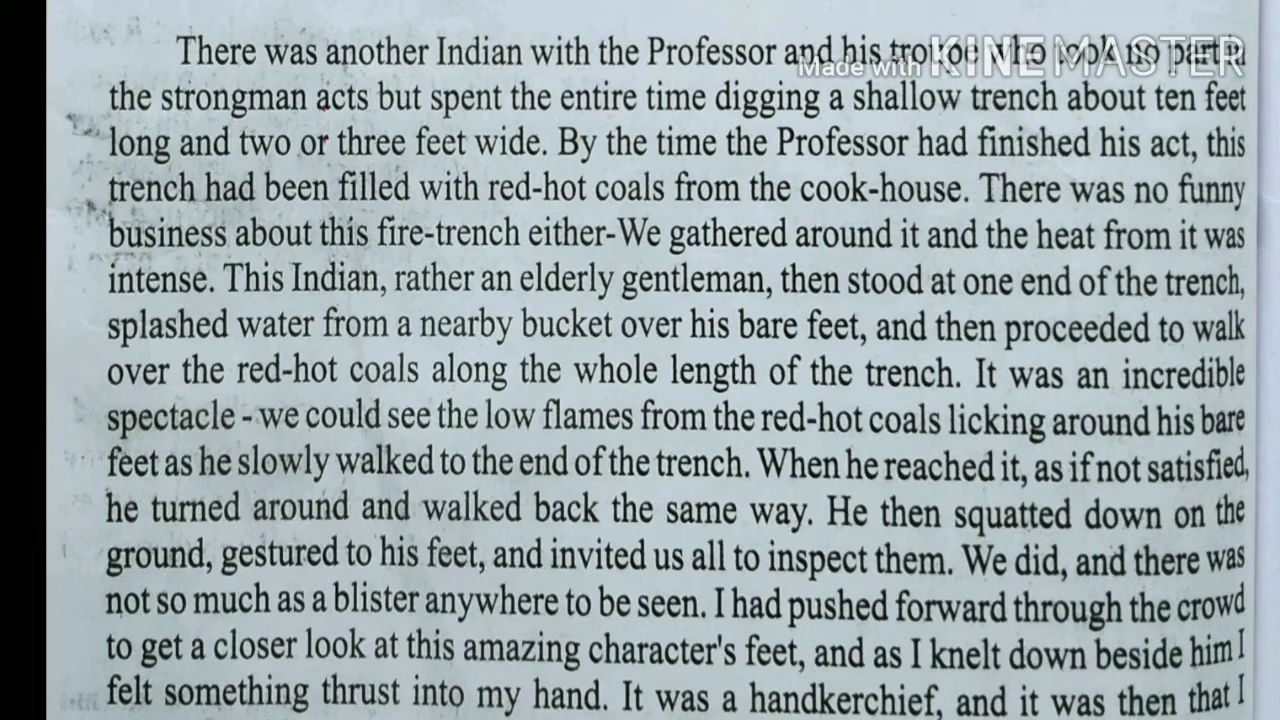 There was another Indian with the Professor and his troupe who took no part in
Made with KINEMASTER
the strongman acts but spent the entire time digging a shallow trench about ten feet
long and two or three feet wide. By the time the Professor had finished his act, this
trench had been filled with red-hot coals from the cook-house. There was no funny
business about this fire-trench either-We gathered around it and the heat from it was
intense. This Indian, rather an elderly gentleman, then stood at one end of the trench,
splashed water from a nearby bucket over his bare feet, and then proceeded to walk
over the red-hot coals along the whole length of the trench. It was an incredible
spectacle - we could see the low flames from the red-hot coals licking around his bare
feet as he slowly walked to the end of the trench. When he reached it, as if not satisfied,
he turned around and walked back the same way. He then squatted down on the
ground, gestured to his feet, and invited us all to inspect them. We did, and there was
not so much as a blister anywhere to be seen. I had pushed forward through the crowd
to get a closer look at this amazing character's feet, and as I knelt down beside him I
felt something thrust into my hand. It was a handkerchief, and it was then that I